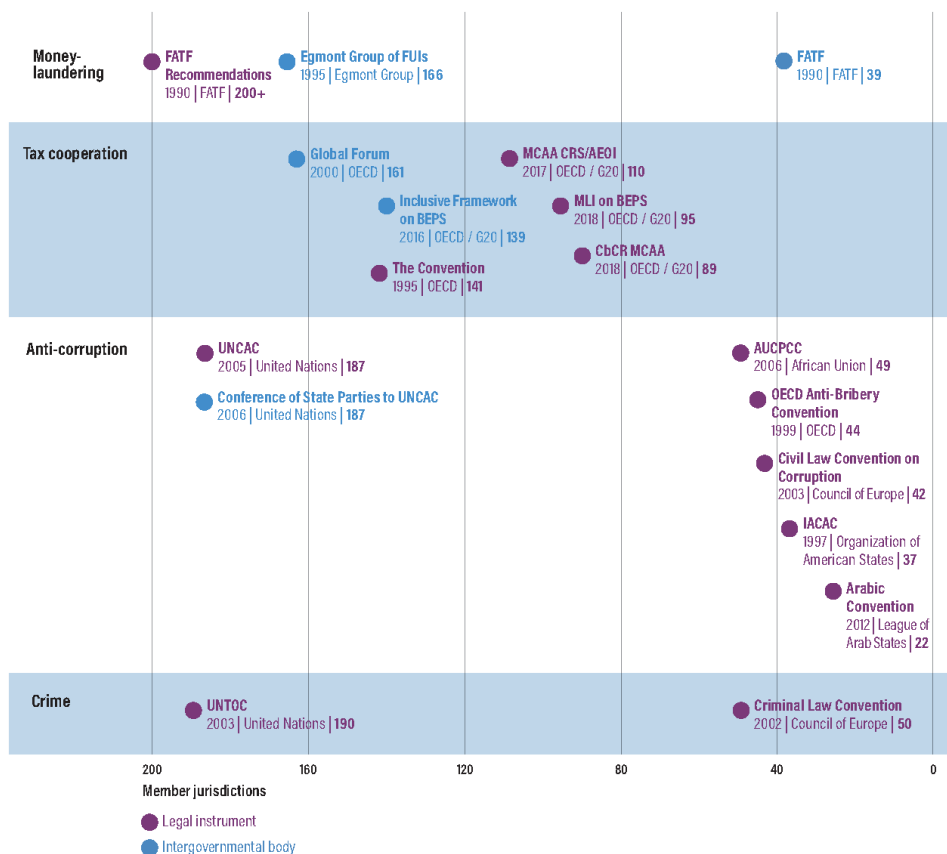 Money-
laundering
FATF
Recommendations
1990 | FATF | 200+
Egmont Group of FUIs
1995 | Egmont Group | 166
FATF
1990 | FATF | 39
Tax cooperation
Global Forum
2000 | OECD | 161
MCAA CRS/AEOI
2017 | OECD / G20 | 110
Inclusive Framework
on BEPS
2016 | OECD / G20 | 139
MLI on BEPS
2018 | OECD / G20 | 95
CbCR MCAA
2018 | OECD / G20 | 89
The Convention
1995 | OECD | 141
Anti-corruption
UNCAC
2005 | United Nations | 187
Conference of State Parties to UNCAC
2006 | United Nations | 187
AUCPCC
2006 | African Union | 49
OECD Anti-Bribery
Convention
1999 | OECD | 44
Civil Law Convention on
Corruption
2003 | Council of Europe | 42
IACAC
1997 | Organization of
American States | 37
Arabic
Convention
2012 | League of
Arab States | 22
Crime
UNTOC
2003 | United Nations | 190
Criminal Law Convention
2002 | Council of Europe | 50
200 160 120 80 40 0
Member jurisdictions
Legal instrument
Intergovernmental body